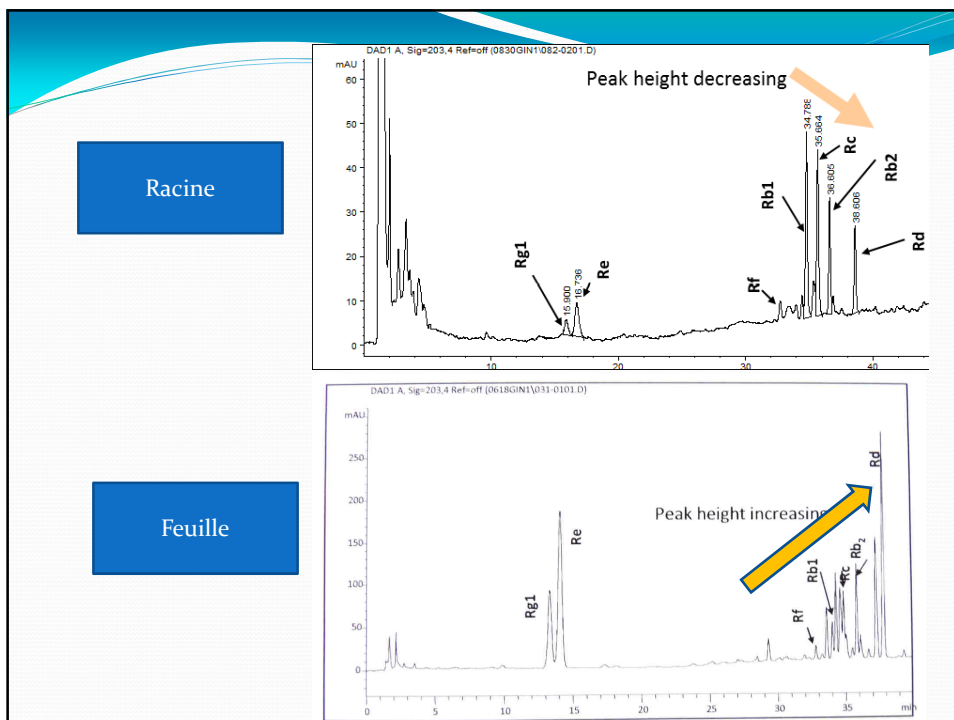 DAD1 A, Sig=203,4 Ref=off (0830GIN1\082-0201.D)
mAU
Peak height decreasing
60
50
40
30
20
10
0
Racine
Rg1
15.900
16.736
Re
Rf
Rb1
34.788
35.664
Rc
36.605
Rb2
38.606
Rd
10
20
30
40
DAD1 A, Sig=203,4 Ref=off (0618GIN1\031-0101.D)
mAU
250
200
150
100
50
0
Feuille
Peak height increasing
Rg1
Re
Rf
Rb1
Rc
Rb2
Rd
0
5
10
15
20
25
30
35
min